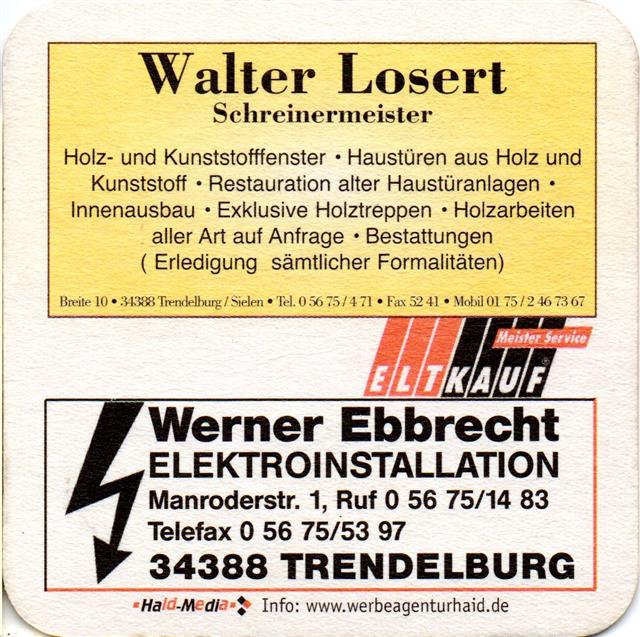 Walter Losert
Schreinermeister
Holz- und Kunststofffenster • Haustüren aus Holz und
Kunststoff • Restauration alter Haustüranlagen •
Innenausbau • Exklusive Holztreppen • Holzarbeiten
aller Art auf Anfrage • Bestattungen
( Erledigung sämtlicher Formalitäten)
Breite 10 • 34388 Trendelburg / Sielen • Tel. 0 56 75 / 4 71 • Fax 52 41 • Mobil 01 75 / 2 46 73 67
Meister Service
ELTKAUF®
Werner Ebbrecht
ELEKTROINSTALLATION
Manroderstr. 1, Ruf 0 56 75/14 83
Telefax 0 56 75/53 97
34388 TRENDELBURG
Haid-Media Info: www.werbeagenturhaid.de